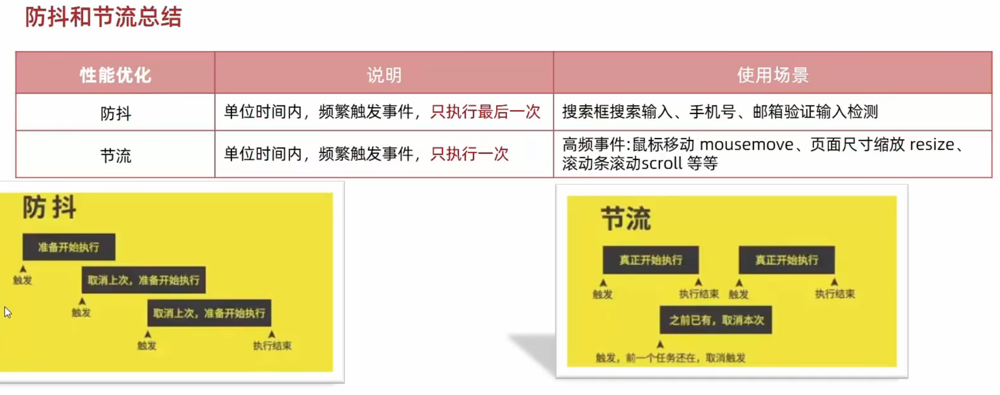 防抖和节流总结
性能优化
说明
使用场景
防抖
单位时间内，频繁触发事件，只执行最后一次
搜索框搜索输入、手机号、邮箱验证输入检测
节流
单位时间内，频繁触发事件，只执行一次
高频事件:鼠标移动 mousemove、页面尺寸缩放 resize、
滚动条滚动scroll 等等
防抖
准备开始执行
触发
取消上次，准备开始执行
触发
取消上次，准备开始执行
触发
执行结束
节流
真正开始执行
真正开始执行
触发
执行结束
触发
执行结束
之前已有，取消本次
触发，前一个任务还在，取消触发